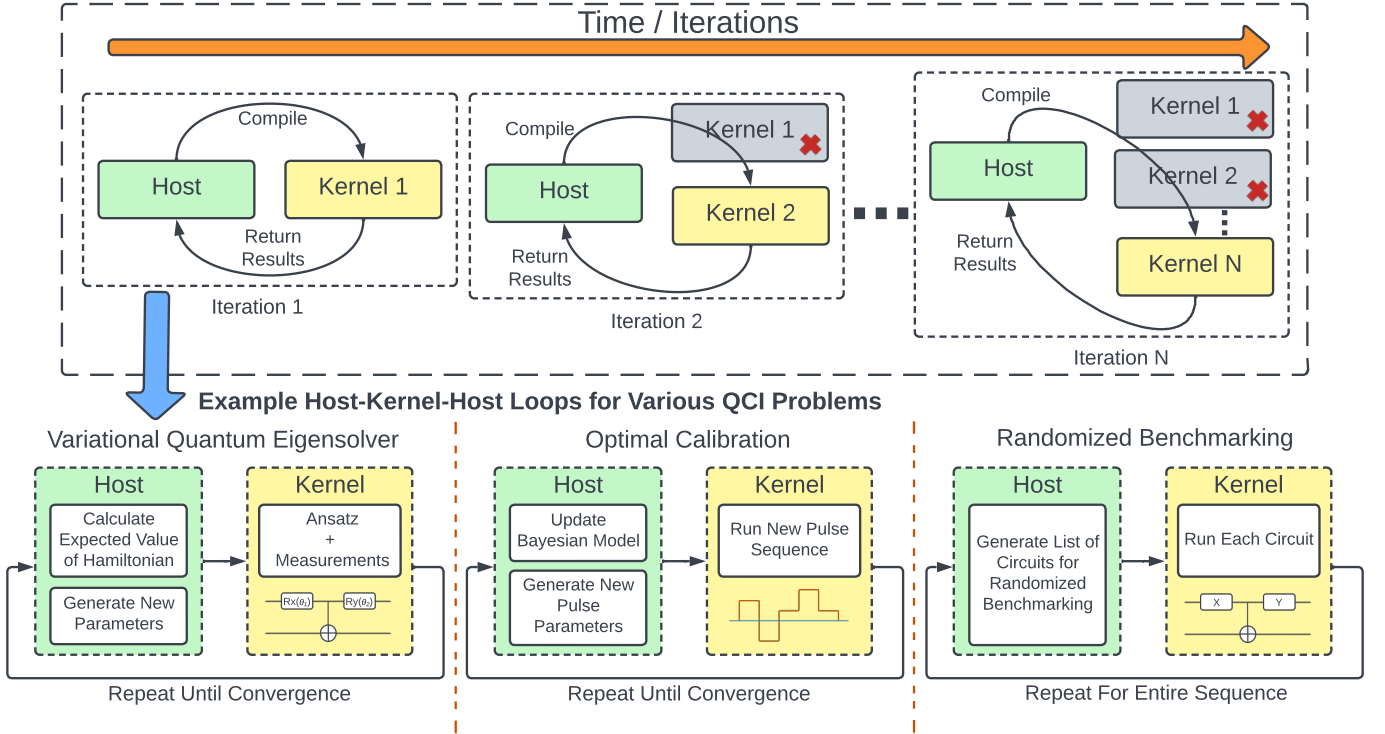 Time / Iterations
Compile
Host
Kernel 1
Return
Results
Iteration 1
Compile
Kernel 1
Host
Kernel 2
Return
Results
Iteration 2
Compile
Kernel 1
Host
Kernel 2
Return
Results
Kernel N
Iteration N
Example Host-Kernel-Host Loops for Various QCI Problems
Variational Quantum Eigensolver
Host
Calculate
Expected Value
of Hamiltonian
Generate New
Parameters
Kernel
Ansatz
+
Measurements
Rx(θ₁)
Ry(θ₂)
Repeat Until Convergence
Optimal Calibration
Host
Update
Bayesian Model
Generate New
Pulse
Parameters
Kernel
Run New Pulse
Sequence
Repeat Until Convergence
Randomized Benchmarking
Host
Generate List of
Circuits for
Randomized
Benchmarking
Kernel
Run Each Circuit
X
Y
Repeat For Entire Sequence